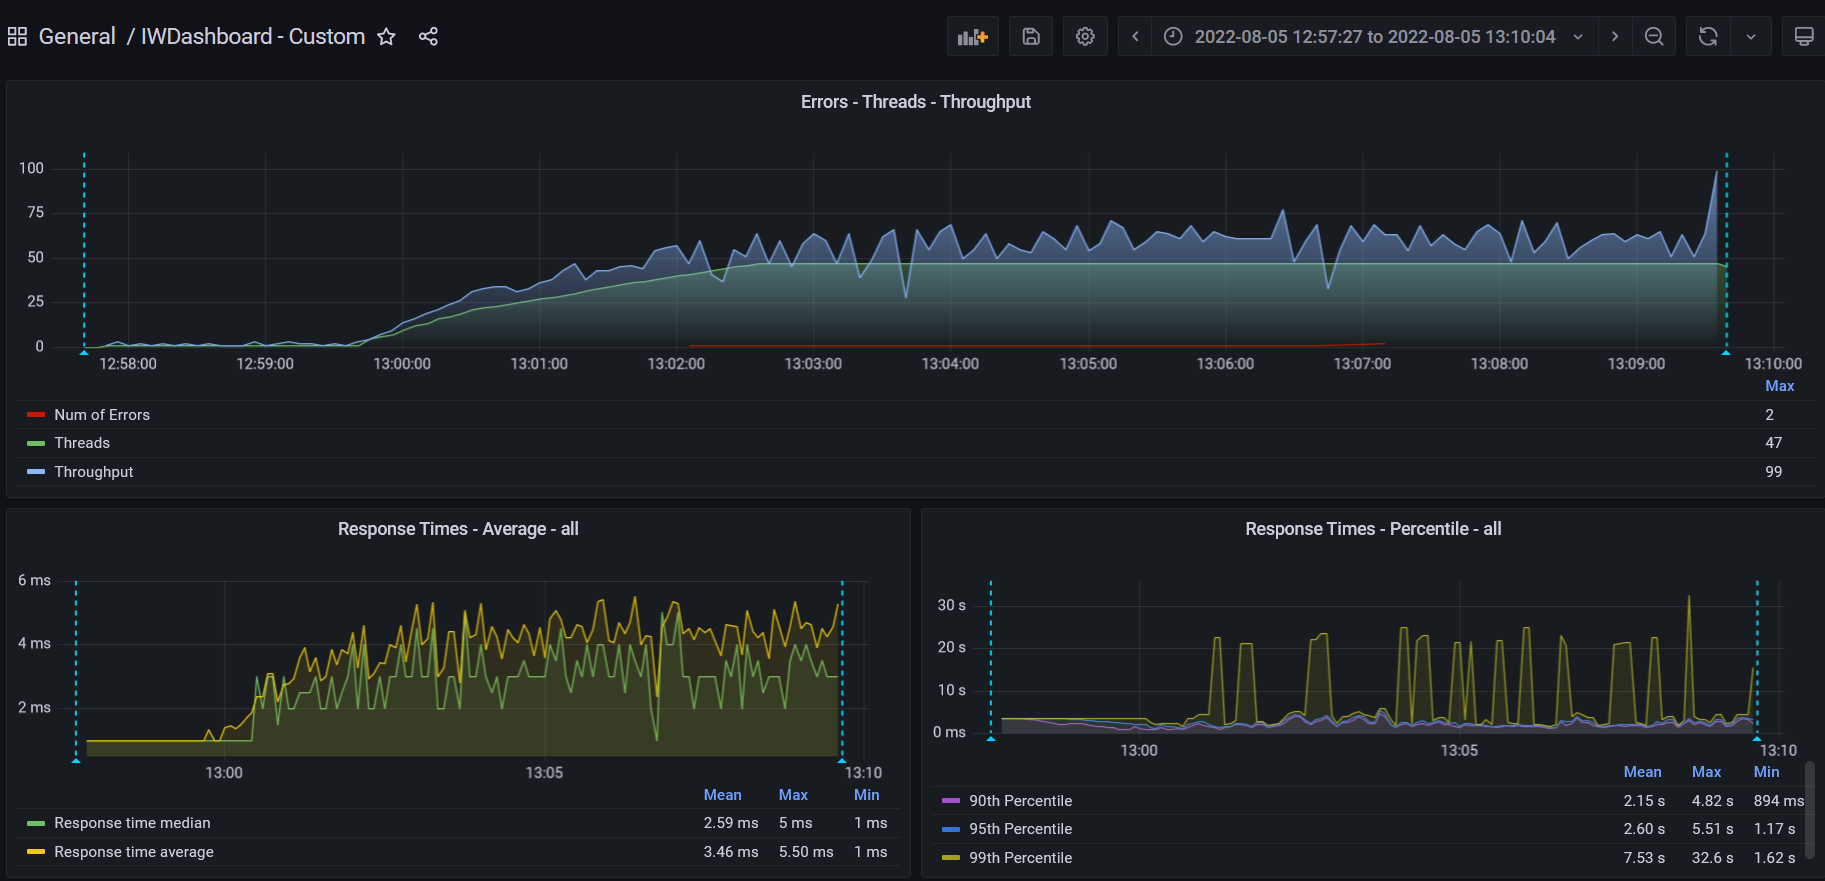 General / IWDashboard - Custom
2022-08-05 12:57:27 to 2022-08-05 13:10:04
Errors - Threads - Throughput
100
75
50
25
0
12:58:00 12:59:00 13:00:00 13:01:00 13:02:00 13:03:00 13:04:00 13:05:00 13:06:00 13:07:00 13:08:00 13:09:00 13:10:00
Max
Num of Errors 2
Threads 47
Throughput 99
Response Times - Average - all
6 ms
4 ms
2 ms
13:00 13:05 13:10
Mean Max Min
Response time median 2.59 ms 5 ms 1 ms
Response time average 3.46 ms 5.50 ms 1 ms
Response Times - Percentile - all
30 s
20 s
10 s
0 ms
13:00 13:05 13:10
Mean Max Min
90th Percentile 2.15 s 4.82 s 894 ms
95th Percentile 2.60 s 5.51 s 1.17 s
99th Percentile 7.53 s 32.6 s 1.62 s